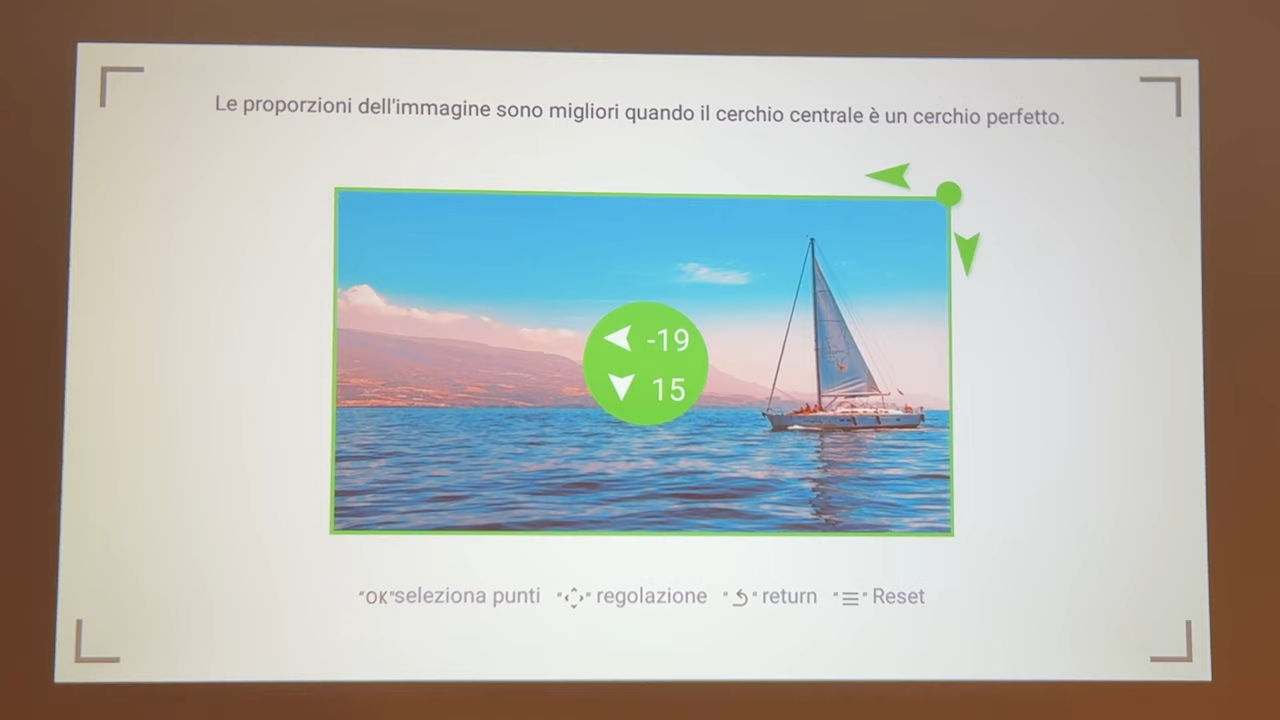 Le proporzioni dell'immagine sono migliori quando il cerchio centrale è un cerchio perfetto.
-19
15
"OK"seleziona punti " " regolazione " " return " " Reset